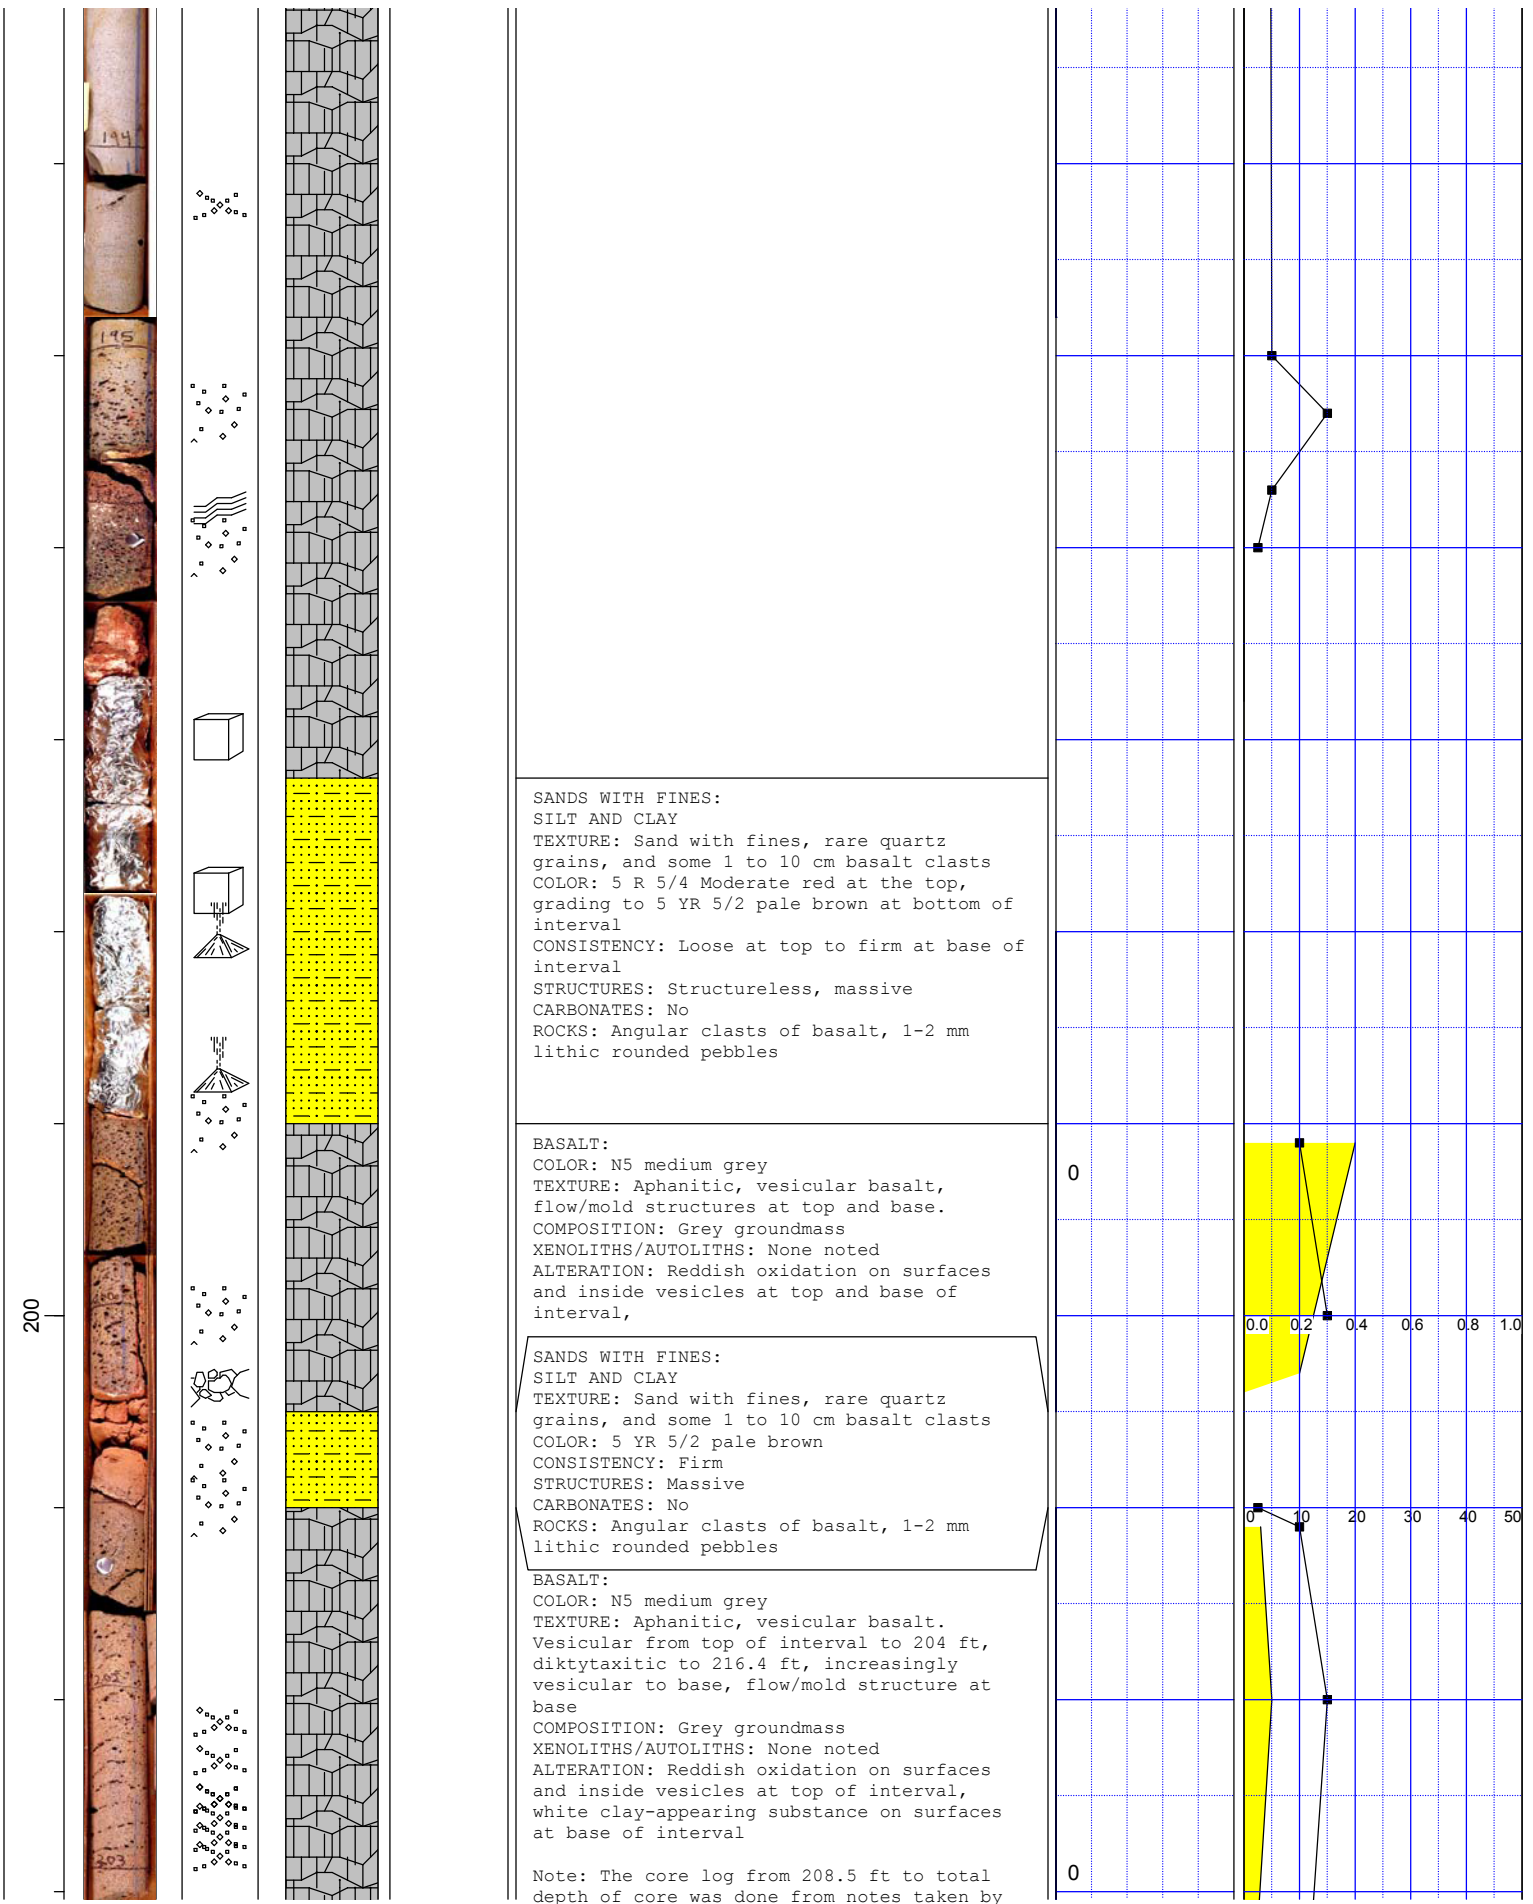 194
195
SANDS WITH FINES:
SILT AND CLAY
TEXTURE: Sand with fines, rare quartz
grains, and some 1 to 10 cm basalt clasts
COLOR: 5 R 5/4 Moderate red at the top,
grading to 5 YR 5/2 pale brown at bottom of
interval
CONSISTENCY: Loose at top to firm at base of
interval
STRUCTURES: Structureless, massive
CARBONATES: No
ROCKS: Angular clasts of basalt, 1-2 mm
lithic rounded pebbles
BASALT:
COLOR: N5 medium grey
TEXTURE: Aphanitic, vesicular basalt,
flow/mold structures at top and base.
COMPOSITION: Grey groundmass
XENOLITHS/AUTOLITHS: None noted
ALTERATION: Reddish oxidation on surfaces
and inside vesicles at top and base of
interval,
0
200
0.0 0.2 0.4 0.6 0.8 1.0
SANDS WITH FINES:
SILT AND CLAY
TEXTURE: Sand with fines, rare quartz
grains, and some 1 to 10 cm basalt clasts
COLOR: 5 YR 5/2 pale brown
CONSISTENCY: Firm
STRUCTURES: Massive
CARBONATES: No
ROCKS: Angular clasts of basalt, 1-2 mm
lithic rounded pebbles
0 10 20 30 40 50
BASALT:
COLOR: N5 medium grey
TEXTURE: Aphanitic, vesicular basalt.
Vesicular from top of interval to 204 ft,
diktytaxitic to 216.4 ft, increasingly
vesicular to base, flow/mold structure at
base
COMPOSITION: Grey groundmass
XENOLITHS/AUTOLITHS: None noted
ALTERATION: Reddish oxidation on surfaces
and inside vesicles at top of interval,
white clay-appearing substance on surfaces
at base of interval
203
0
Note: The core log from 208.5 ft to total
depth of core was done from notes taken by